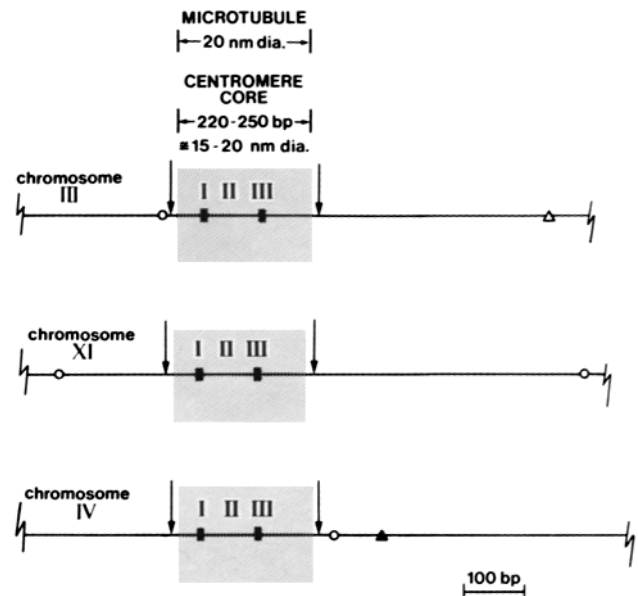 MICROTUBULE
20 nm dia.
CENTROMERE
CORE
220-250 bp
≅15-20 nm dia.
chromosome
III
I II III
chromosome
XI
I II III
chromosome
IV
I II III
100 bp